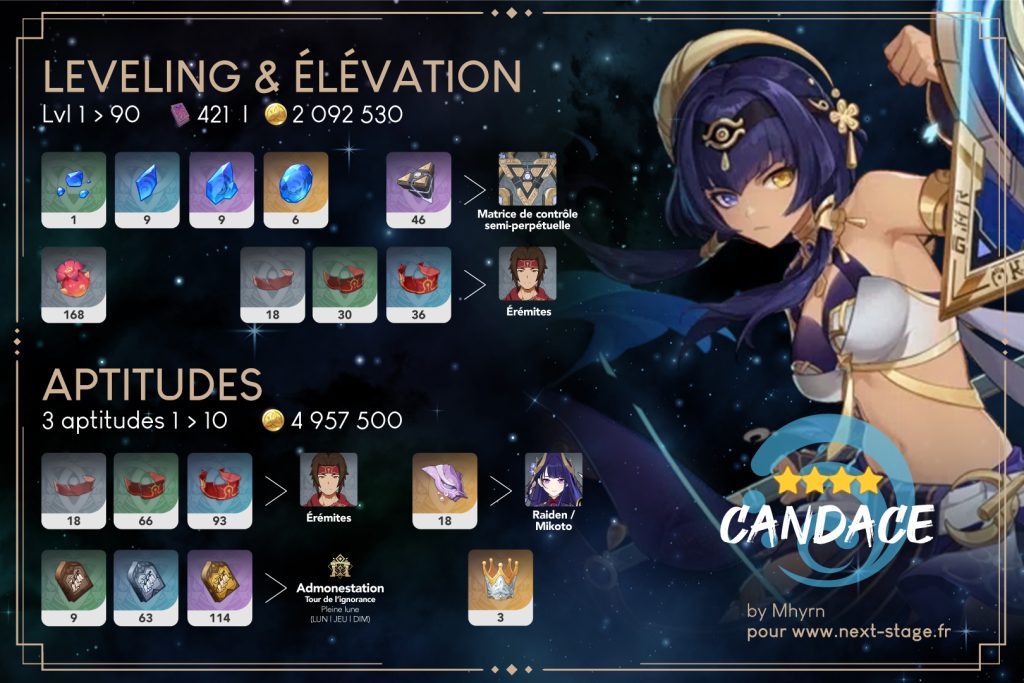 LEVELING & ÉLÉVATION
Lvl 1 > 90 421 | 2 092 530
1 9 9 6 46
Matrice de contrôle
semi-perpétuelle
168 18 30 36
Érémites
APTITUDES
3 aptitudes 1 > 10 4 957 500
18 66 93
Érémites
18
Raiden /
Mikoto
9 63 114
Admonestation
Tour de l'ignorance
Pleine lune
(LUN | JEU | DIM)
3
CANDACE
by Mhyrn
pour www.next-stage.fr